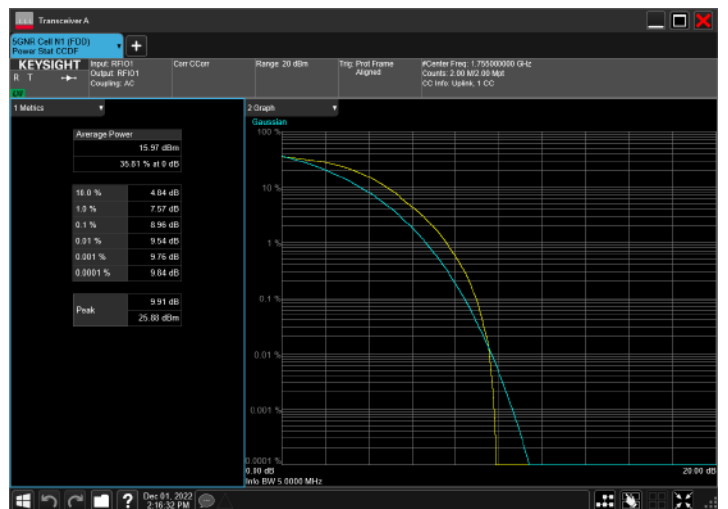 Transceiver A
5GNR Cell N1 (FDD)
Power Stat CCDF
KEYSIGHT
R T
Input: RFIO1
Output: RFIO1
Coupling: AC
Corr CCorr
Range: 20 dBm
Trig: Prot Frame
Aligned
#Center Freq: 1.755000000 GHz
Counts: 2.00 M/2.00 Mpt
CC Info: Uplink, 1 CC
1 Metrics
2 Graph
Average Power
15.97 dBm
35.81 % at 0 dB
10.0 % 4.84 dB
1.0 % 7.57 dB
0.1 % 8.96 dB
0.01 % 9.54 dB
0.001 % 9.76 dB
0.0001 % 9.84 dB
Peak
9.91 dB
25.88 dBm
Gaussian
100 %
10 %
1 %
0.1 %
0.01 %
0.001 %
0.0001 %
0.00 dB
20.00 dB
Info BW 5.0000 MHz
Dec 01, 2022
2:16:32 PM